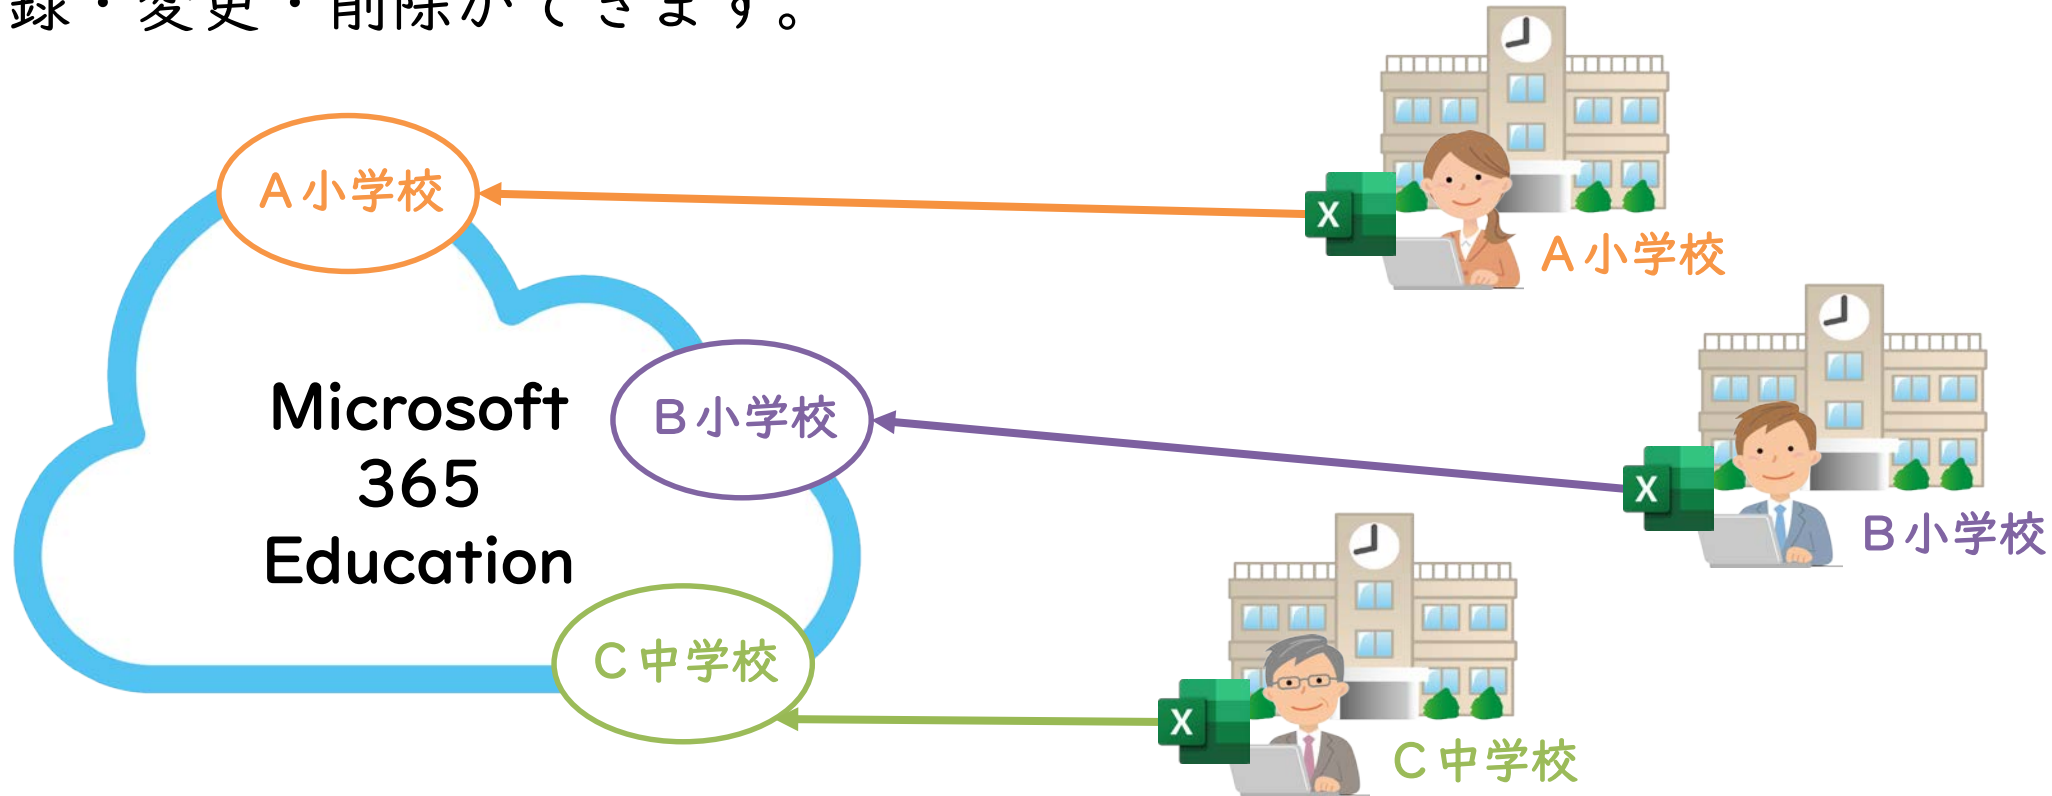 録・変更・削除ができます。
A小学校
X
A小学校
Microsoft
365
Education
B小学校
X
B小学校
C中学校
X
C中学校